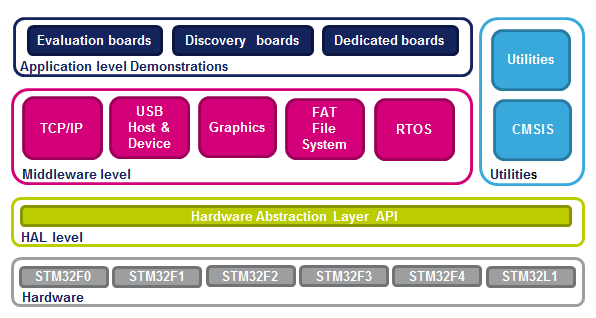 Evaluation boards
Discovery boards
Dedicated boards
Application level Demonstrations
Utilities
CMSIS
Utilities
TCP/IP
USB
Host &
Device
Graphics
FAT
File
System
RTOS
Middleware level
Hardware Abstraction Layer API
HAL level
STM32F0
STM32F1
STM32F2
STM32F3
STM32F4
STM32L1
Hardware